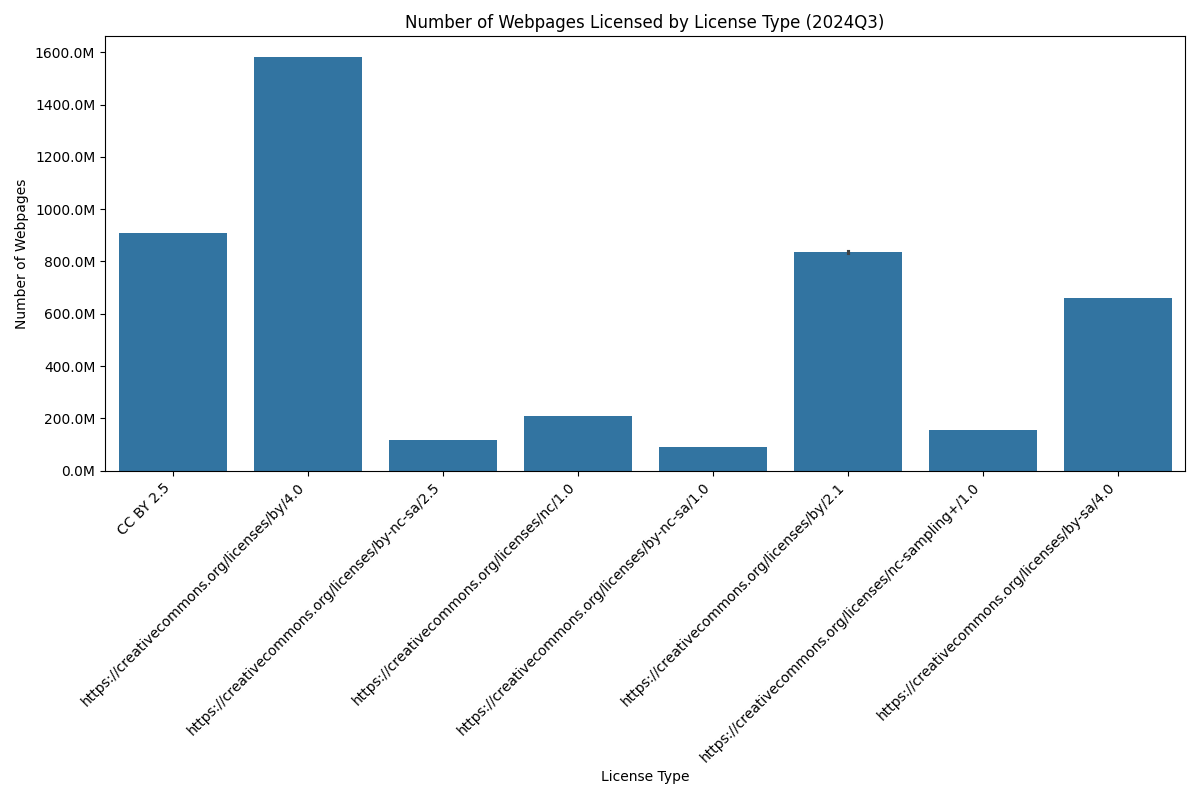 Number of Webpages Licensed by License Type (2024Q3)
Number of Webpages
1600.0M
1400.0M
1200.0M
1000.0M
800.0M
600.0M
400.0M
200.0M
0.0M
CC BY 2.5
https://creativecommons.org/licenses/by/4.0
https://creativecommons.org/licenses/by-nc-sa/2.5
https://creativecommons.org/licenses/nc/1.0
https://creativecommons.org/licenses/by-nc-sa/1.0
https://creativecommons.org/licenses/by/2.1
https://creativecommons.org/licenses/nc-sampling+/1.0
https://creativecommons.org/licenses/by-sa/4.0
License Type